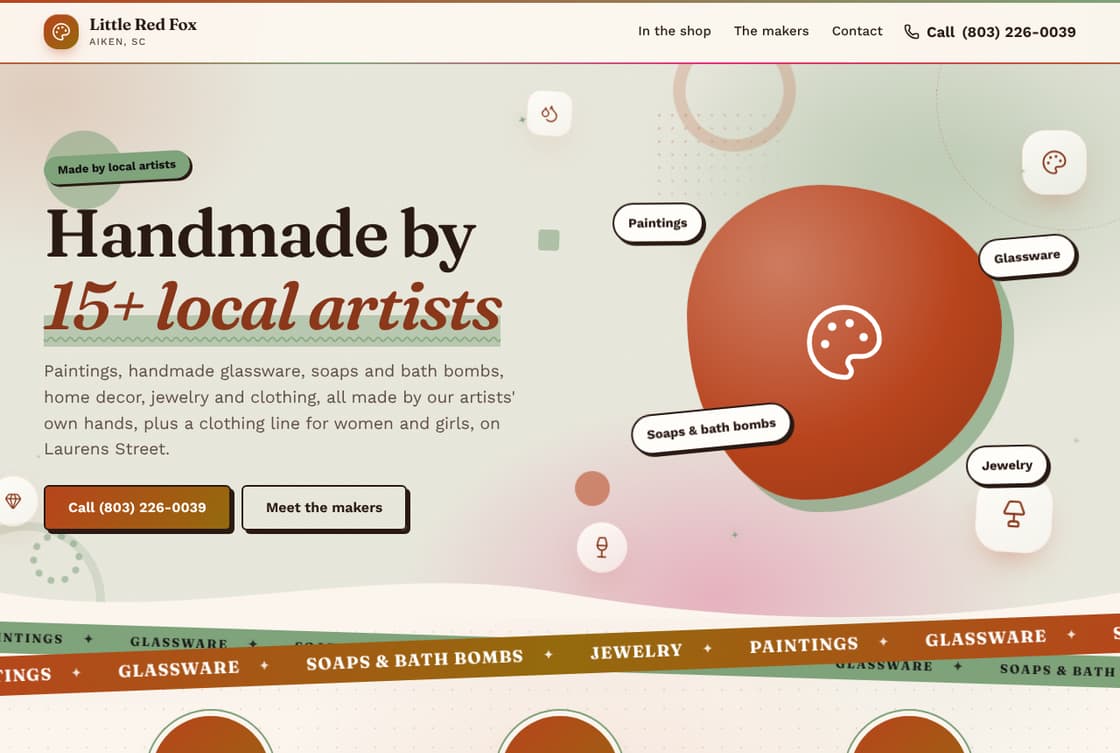 Little Red Fox
AIKEN, SC
In the shop
The makers
Contact
Call (803) 226-0039
Made by local artists
Handmade by
15+ local artists
Paintings, handmade glassware, soaps and bath bombs,
home decor, jewelry and clothing, all made by our artists'
own hands, plus a clothing line for women and girls, on
Laurens Street.
Call (803) 226-0039
Meet the makers
Paintings
Glassware
Soaps & bath bombs
Jewelry
NTINGS ✦ GLASSWARE ✦
GLASSWARE ✦ SOAPS & BATH
TINGS ✦ GLASSWARE ✦ SOAPS & BATH BOMBS ✦ JEWELRY ✦ PAINTINGS ✦ GLASSWARE ✦ S